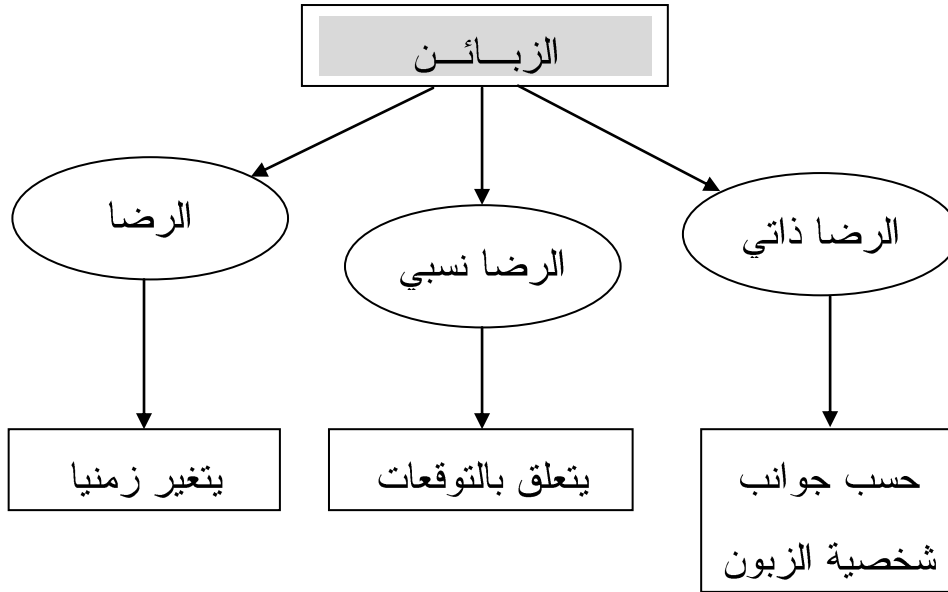 الزبـــائـــن
الرضا ذاتي
الرضا نسبي
الرضا
حسب جوانب
شخصية الزبون
يتعلق بالتوقعات
يتغير زمنيا